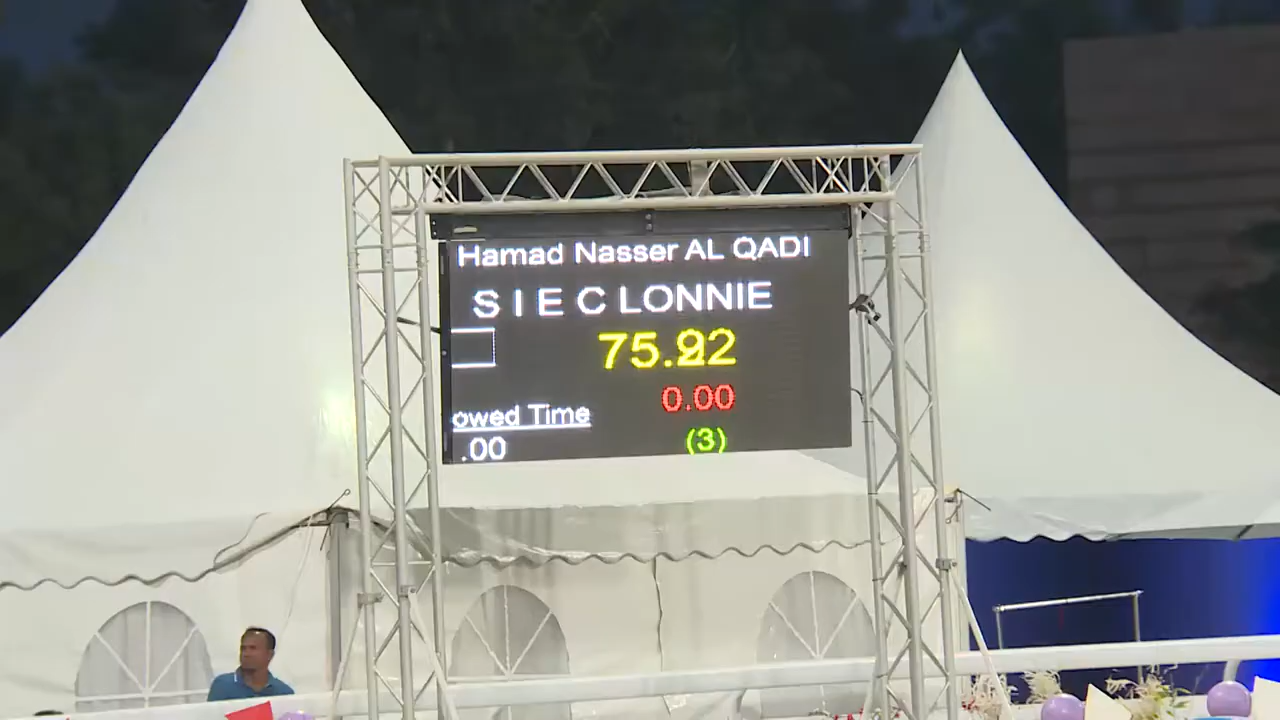 Hamad Nasser AL QADI
S I E C LONNIE
0.00
owed Time
.00
(3)